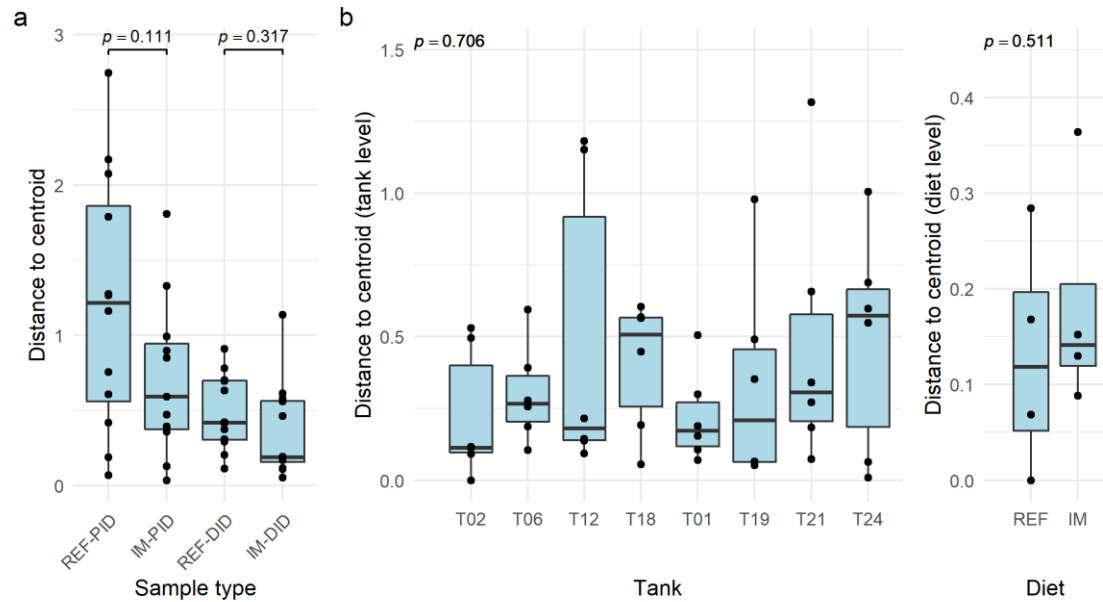 a
p = 0.111
p = 0.317
3
2
1
0
Distance to centroid
REF-PID
IM-PID
REF-DID
IM-DID
Sample type
b
p = 0.706
1.5
1.0
0.5
0.0
Distance to centroid (tank level)
T02
T06
T12
T18
T01
T19
T21
T24
Tank
p = 0.511
0.4
0.3
0.2
0.1
0.0
Distance to centroid (diet level)
REF
IM
Diet